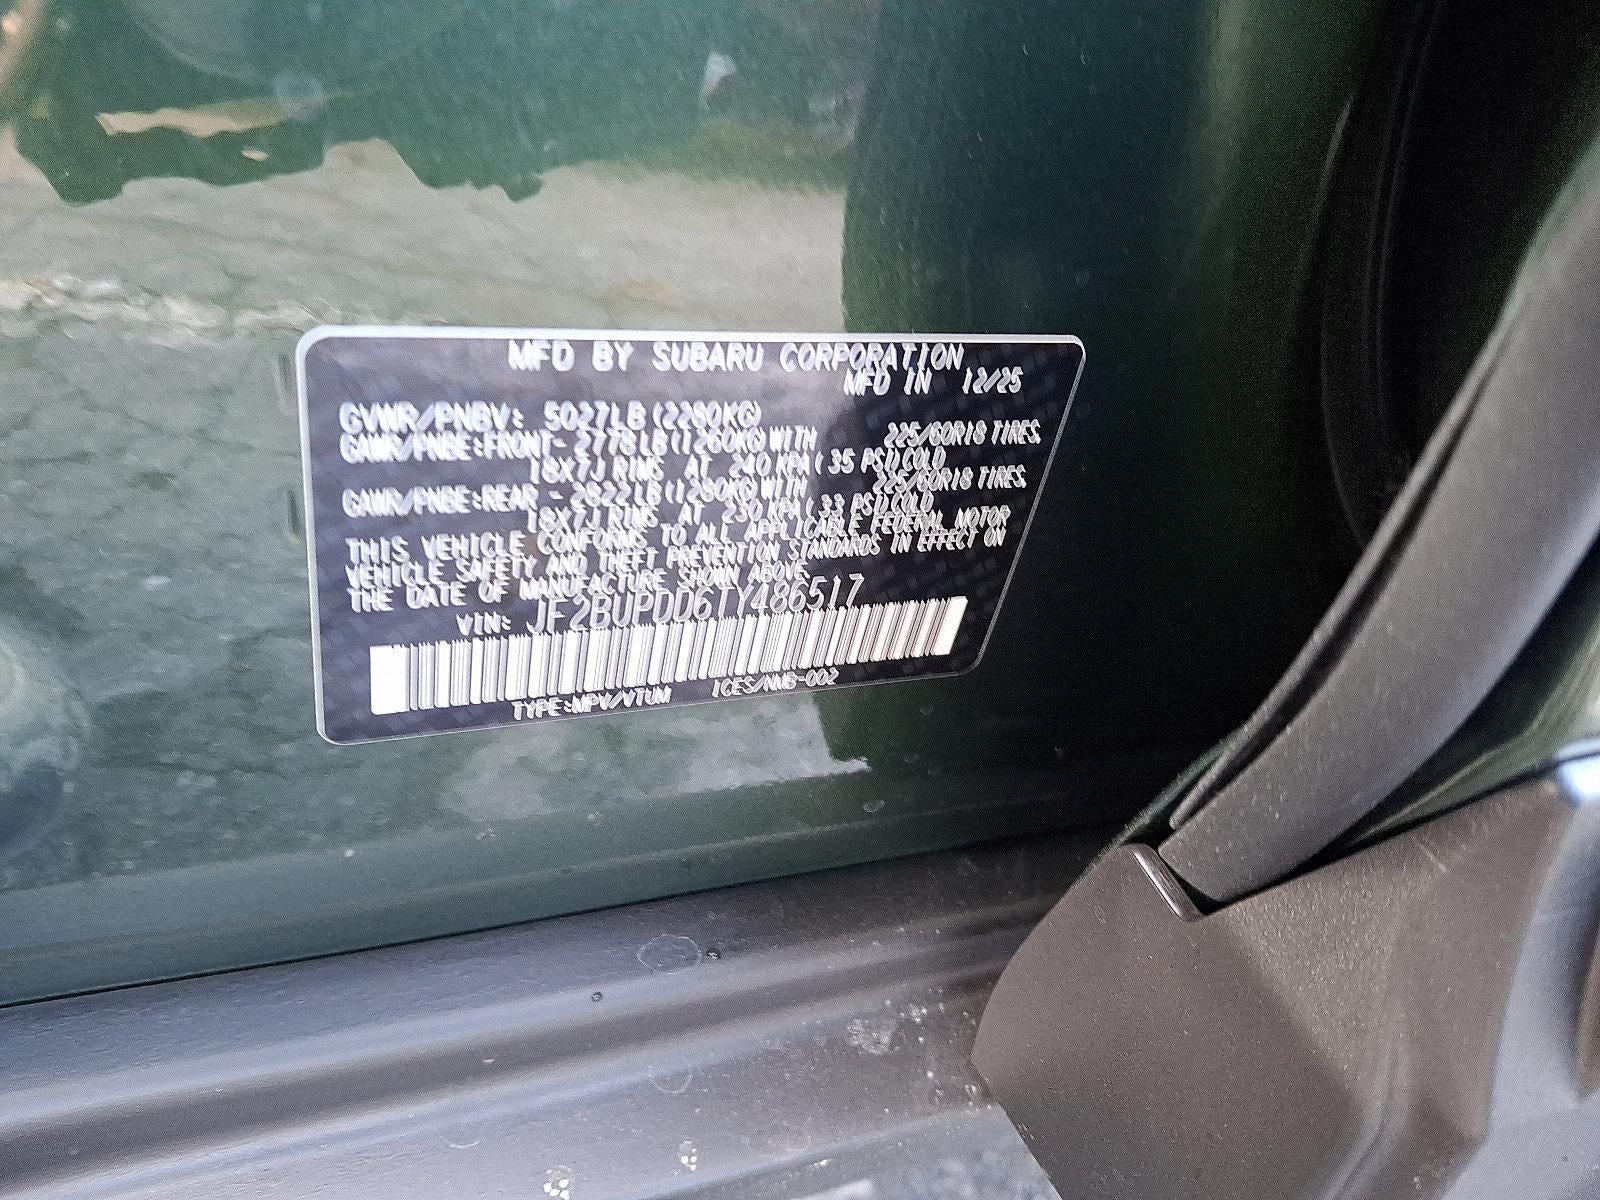 MFD BY SUBARU CORPORATION
MFD IN 12/25
GVWR/PNBV: 5027LB(2280KG)
GAWR/PNBE:FRONT- 2778LB(1260KG)WITH 225/60R18 TIRES,
18X7J RIMS AT 240 KPA( 35 PSI)COLD
GAWR/PNBE:REAR - 2822LB(1280KG)WITH 225/60R18 TIRES,
18X7J RIMS AT 230 KPA( 33 PSI)COLD
THIS VEHICLE CONFORMS TO ALL APPLICABLE FEDERAL MOTOR
VEHICLE SAFETY AND THEFT PREVENTION STANDARDS IN EFFECT ON
THE DATE OF MANUFACTURE SHOWN ABOVE.
VIN: JF2BUPDD6TY486517
TYPE:MPV/VTUM ICES/NMB-002